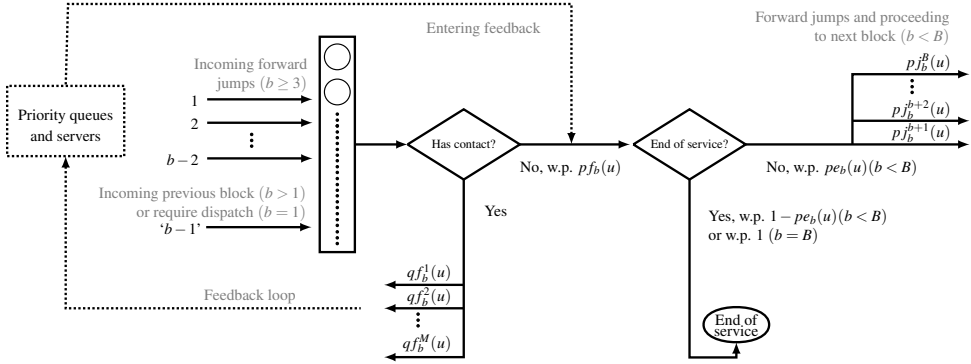 Forward jumps and proceeding
to next block (b < B)
Entering feedback
Incoming forward
jumps (b ≥ 3)
Priority queues
and servers
1
2
b−2
Incoming previous block (b > 1)
or require dispatch (b = 1)
‘b−1’
Has contact?
No, w.p. pf_b(u)
Yes
End of service?
No, w.p. pe_b(u)(b < B)
pj_b^B(u)
pj_b^{b+2}(u)
pj_b^{b+1}(u)
Yes, w.p. 1−pe_b(u)(b < B)
or w.p. 1 (b = B)
Feedback loop
qf_b^1(u)
qf_b^2(u)
qf_b^M(u)
End of
service